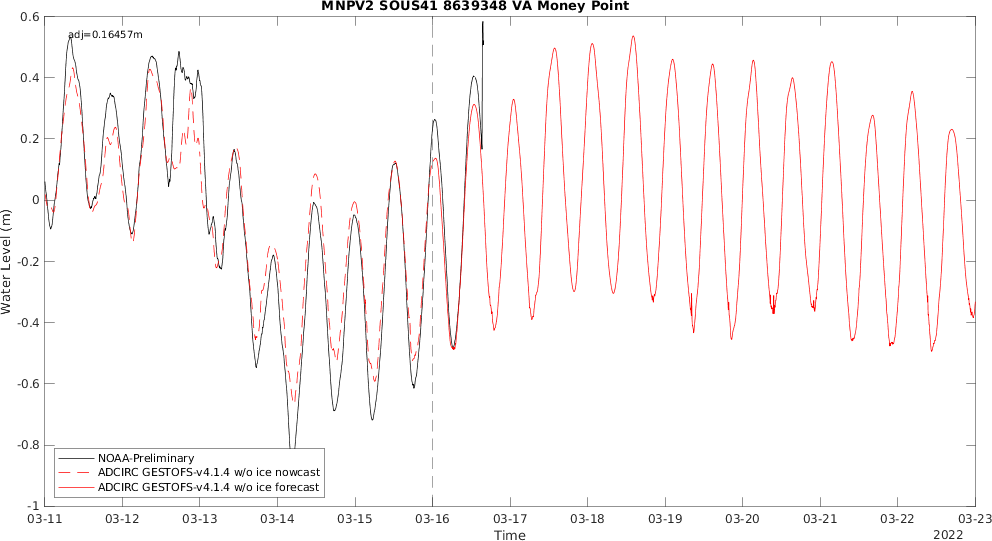 MNPV2 SOUS41 8639348 VA Money Point
adj=0.16457m
0.6
0.4
0.2
0
-0.2
-0.4
-0.6
-0.8
-1
Water Level (m)
NOAA-Preliminary
ADCIRC GESTOFS-v4.1.4 w/o ice nowcast
ADCIRC GESTOFS-v4.1.4 w/o ice forecast
03-11 03-12 03-13 03-14 03-15 03-16 03-17 03-18 03-19 03-20 03-21 03-22 03-23
Time
2022